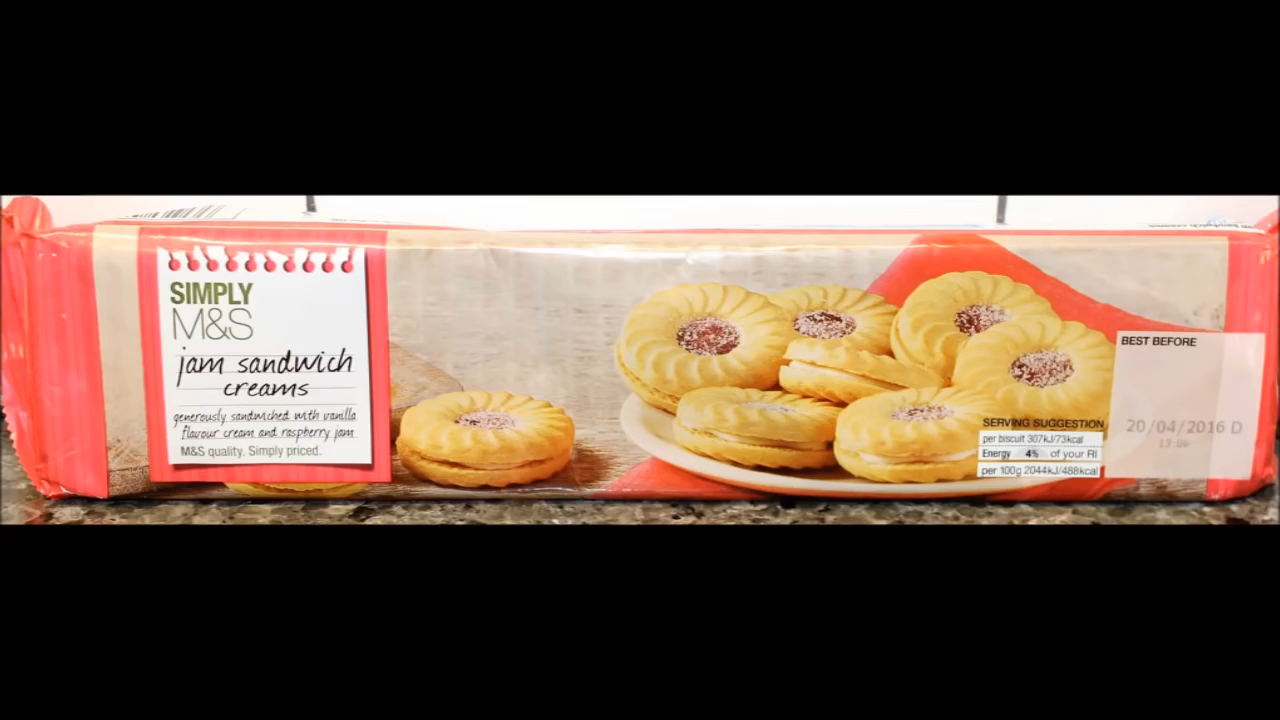 SIMPLY
M&S
jam sandwich
creams
generously sandwiched with vanilla
flavour cream and raspberry jam
M&S quality. Simply priced.
SERVING SUGGESTION
per biscuit 307kJ/73kcal
Energy 4% of your RI
per 100g 2044kJ/488kcal
BEST BEFORE
20/04/2016 D